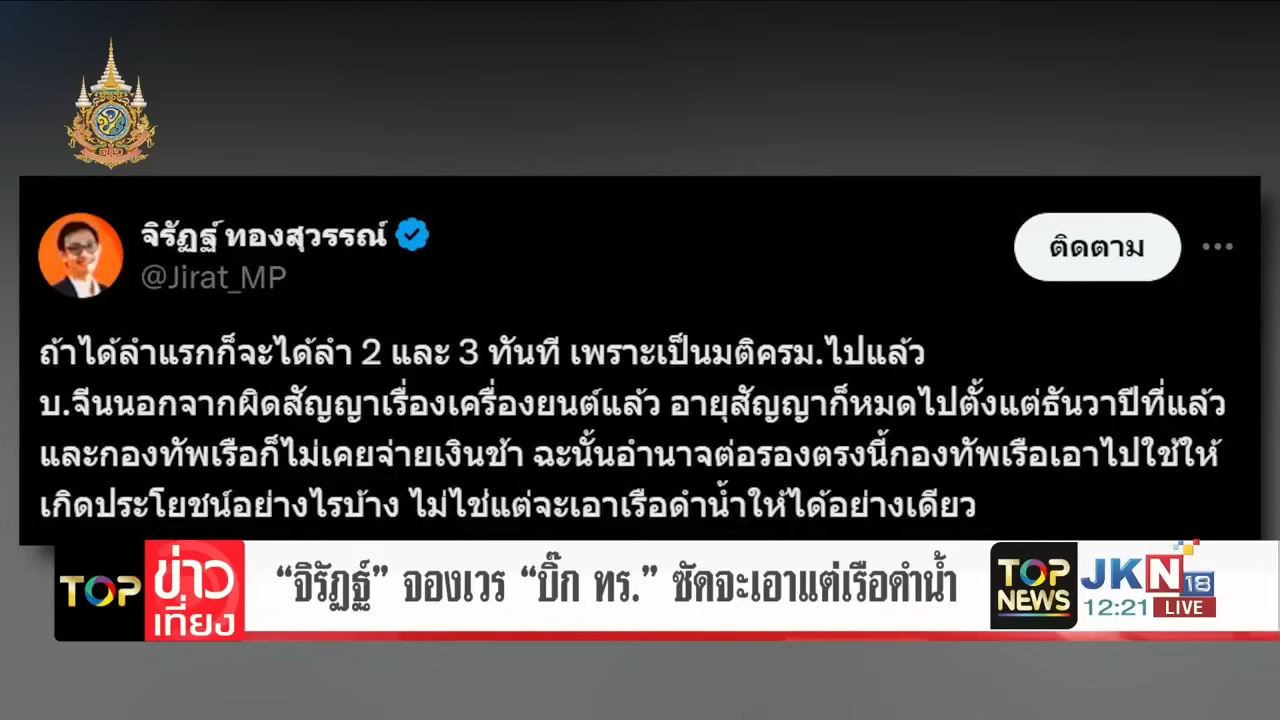 จิรัฏฐ์ ทองสุวรรณ์
@Jirat_MP
ติดตาม
ถ้าได้ลำแรกก็จะได้ลำ 2 และ 3 ทันที เพราะเป็นมติครม.ไปแล้ว
บ.จีนนอกจากผิดสัญญาเรื่องเครื่องยนต์แล้ว อายุสัญญาก็หมดไปตั้งแต่ธันวาปีที่แล้ว
และกองทัพเรือก็ไม่เคยจ่ายเงินช้า ฉะนั้นอำนาจต่อรองตรงนี้กองทัพเรือเอาไปใช้ให้
เกิดประโยชน์อย่างไรบ้าง ไม่ใช่แต่จะเอาเรือดำน้ำให้ได้อย่างเดียว
TOP ข่าว
เที่ยง
“จิรัฏฐ์” จองเวร “บิ๊ก ทร.” ซัดจะเอาแต่เรือดำน้ำ
TOP
NEWS
JKN 18
12:21 LIVE